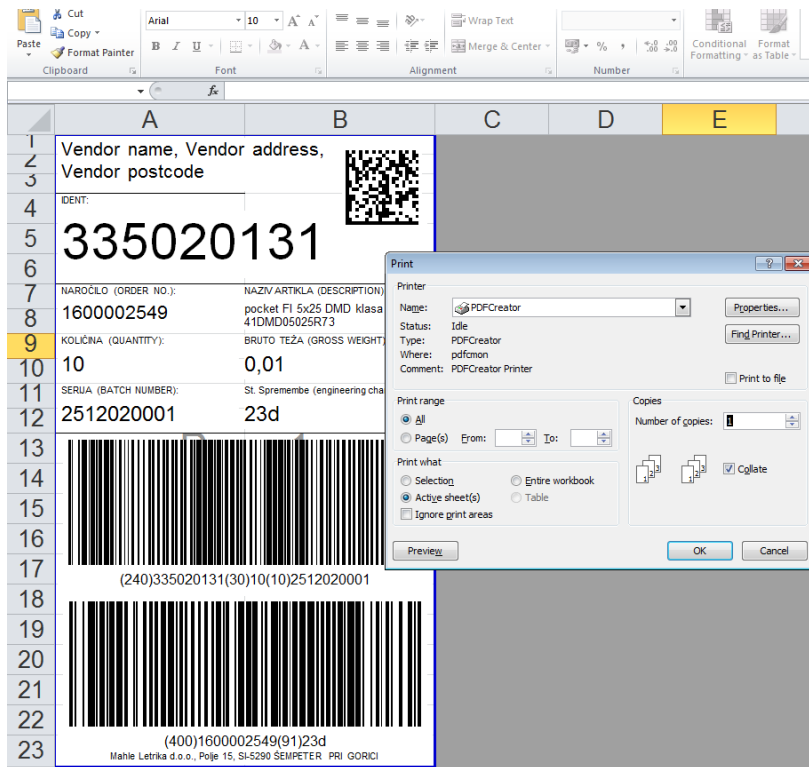 Cut
Copy
Format Painter
Paste
Clipboard
Arial
10
A A
B I U
A
Font
Wrap Text
Merge & Center
Alignment
%
,
.0 .00
.00 .0
Number
Conditional
Formatting
Format
as Table
fx
A B C D E
1
2
3
4
5
6
7
8
9
10
11
12
13
14
15
16
17
18
19
20
21
22
23
Vendor name, Vendor address,
Vendor postcode
IDENT:
335020131
NAROČILO (ORDER NO.):
1600002549
NAZIV ARTIKLA (DESCRIPTION)
pocket FI 5x25 DMD klasa
41DMD05025R73
KOLIČINA (QUANTITY):
10
BRUTO TEŽA (GROSS WEIGHT)
0,01
SERIJA (BATCH NUMBER):
2512020001
St. Spremembe (engineering cha
23d
(240)335020131(30)10(10)2512020001
(400)1600002549(91)23d
Mahle Letrika d.o.o., Polje 15, SI-5290 ŠEMPETER PRI GORICI
Print
Printer
Name: PDFCreator
Status: Idle
Type: PDFCreator
Where: pdfcmon
Comment: PDFCreator Printer
Properties...
Find Printer...
Print to file
Print range
All
Page(s) From: To:
Copies
Number of copies: 1
Collate
Print what
Selection
Entire workbook
Active sheet(s)
Table
Ignore print areas
Preview
OK
Cancel